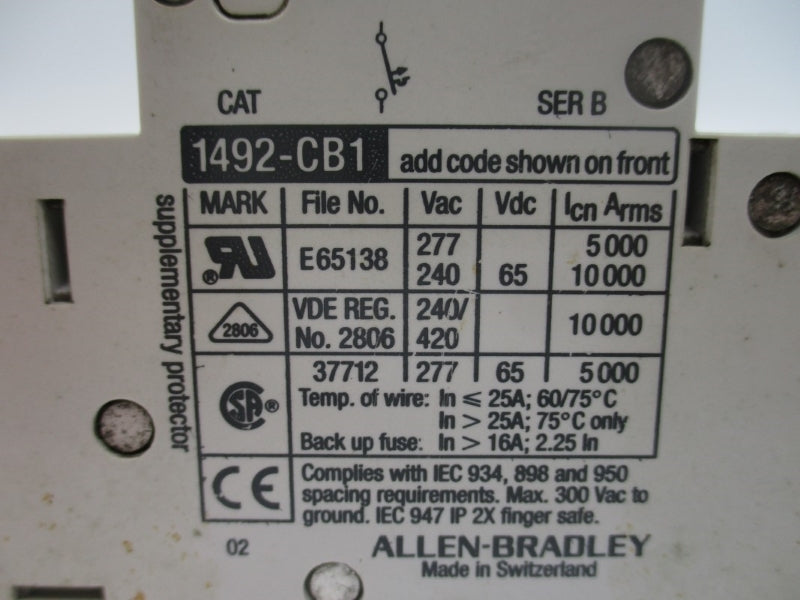 CAT SER B
1492-CB1 add code shown on front
MARK File No. Vac Vdc Icn Arms
277 5 000
® RU E65138 240 65 10 000
VDE REG. 240/
2806 No. 2806 420 10 000
37712 277 65 5 000
SA® Temp. of wire: In ≤ 25A; 60/75°C
In > 25A; 75°C only
Back up fuse: In > 16A; 2.25 In
CE Complies with IEC 934, 898 and 950
spacing requirements. Max. 300 Vac to
ground. IEC 947 IP 2X finger safe.
02 ALLEN-BRADLEY
Made in Switzerland
supplementary protector